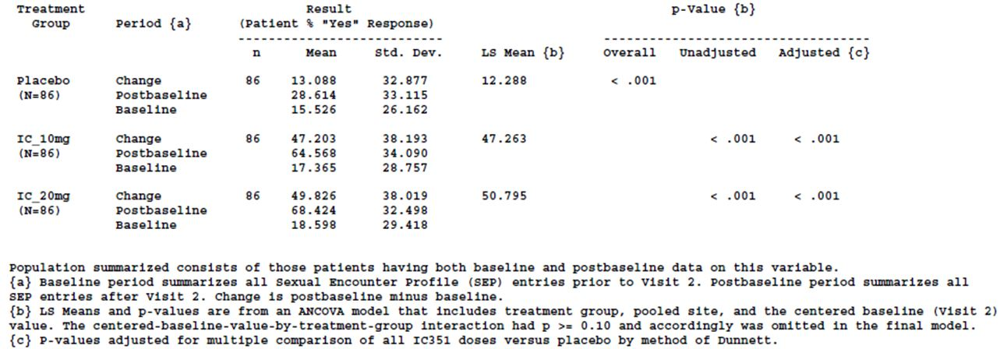 Treatment Result p-Value {b}
Group Period {a} (Patient % "Yes" Response)
--------------------------- -----------------------------------
n Mean Std. Dev. LS Mean {b} Overall Unadjusted Adjusted {c}
Placebo Change 86 13.088 32.877 12.288 < .001
(N=86) Postbaseline 28.614 33.115
Baseline 15.526 26.162
IC_10mg Change 86 47.203 38.193 47.263 < .001 < .001
(N=86) Postbaseline 64.568 34.090
Baseline 17.365 28.757
IC_20mg Change 86 49.826 38.019 50.795 < .001 < .001
(N=86) Postbaseline 68.424 32.498
Baseline 18.598 29.418
Population summarized consists of those patients having both baseline and postbaseline data on this variable.
{a} Baseline period summarizes all Sexual Encounter Profile (SEP) entries prior to Visit 2. Postbaseline period summarizes all
SEP entries after Visit 2. Change is postbaseline minus baseline.
{b} LS Means and p-values are from an ANCOVA model that includes treatment group, pooled site, and the centered baseline (Visit 2)
value. The centered-baseline-value-by-treatment-group interaction had p >= 0.10 and accordingly was omitted in the final model.
{c} P-values adjusted for multiple comparison of all IC351 doses versus placebo by method of Dunnett.